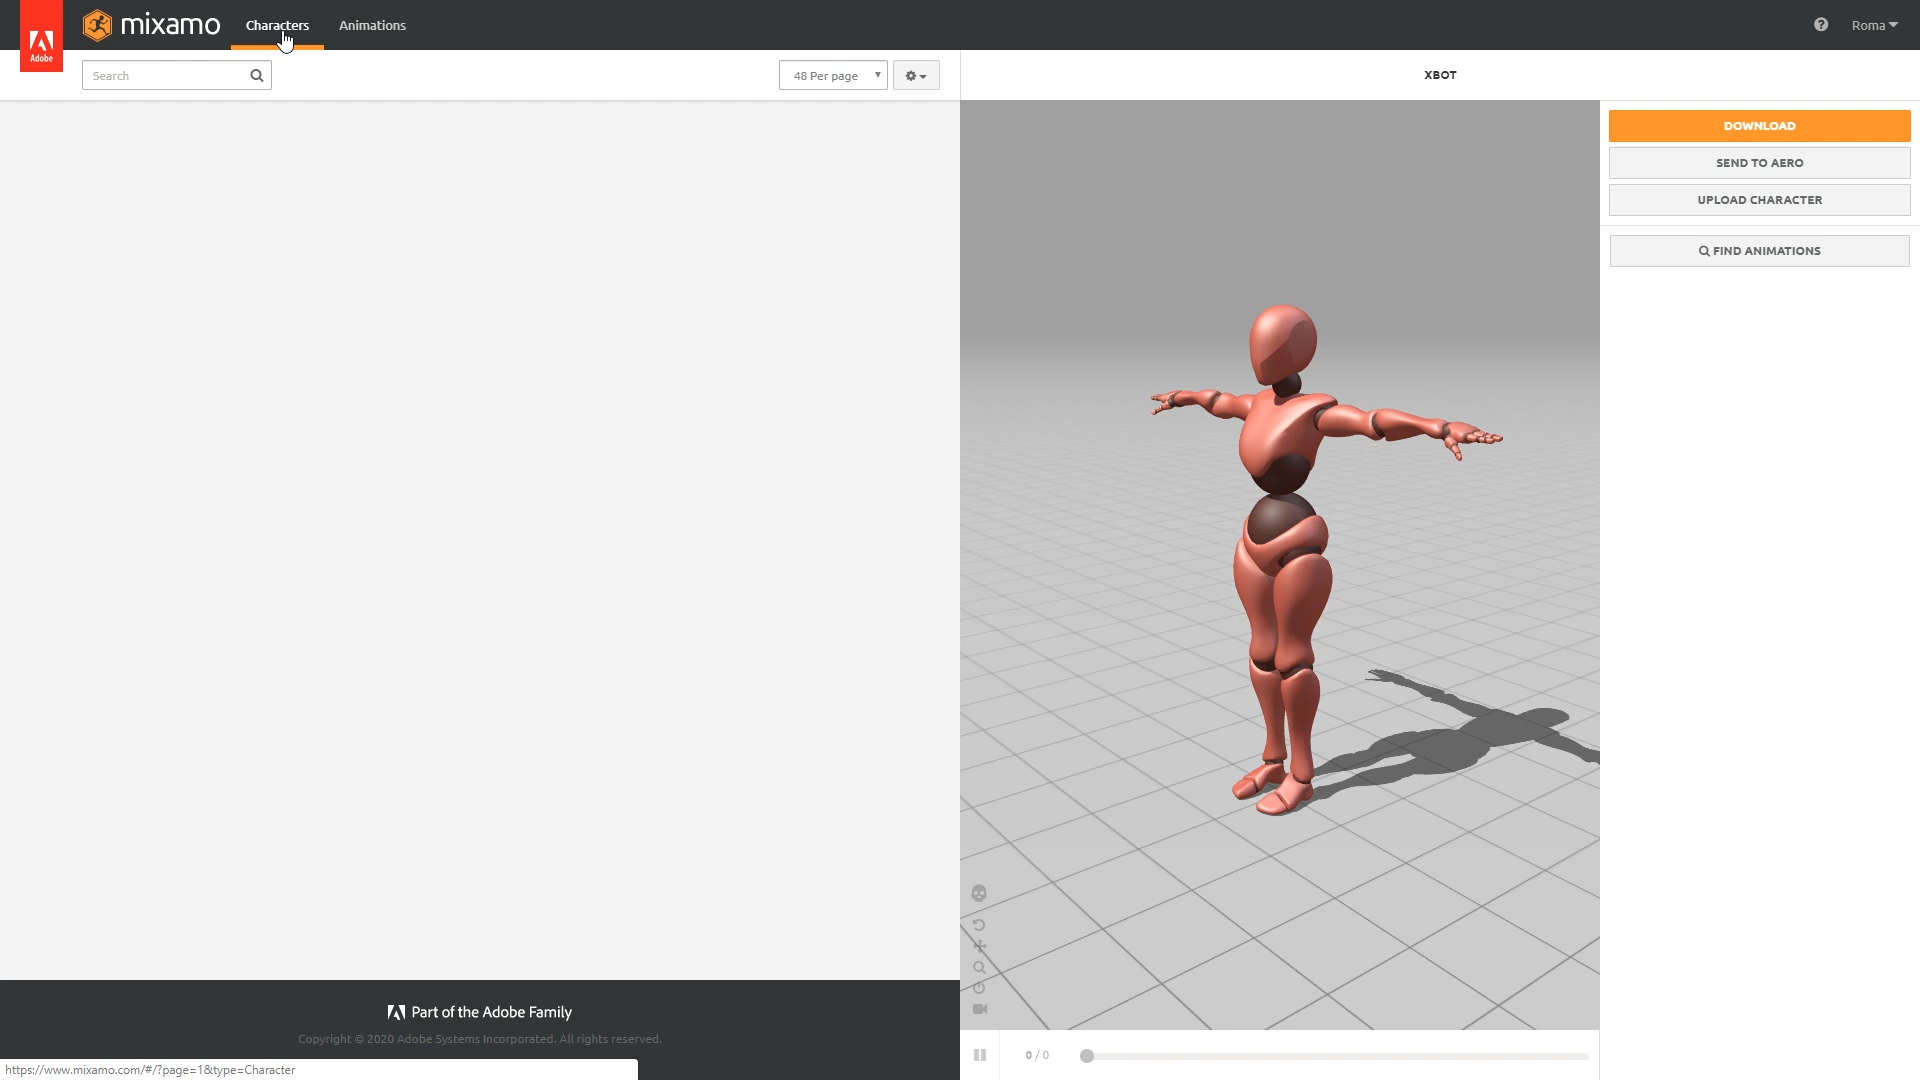 Adobe
mixamo
Characters
Animations
Roma
Search
48 Per page
XBOT
DOWNLOAD
SEND TO AERO
UPLOAD CHARACTER
FIND ANIMATIONS
Part of the Adobe Family
Copyright © 2020 Adobe Systems Incorporated. All rights reserved.
0 / 0
https://www.mixamo.com/#/?page=1&type=Character